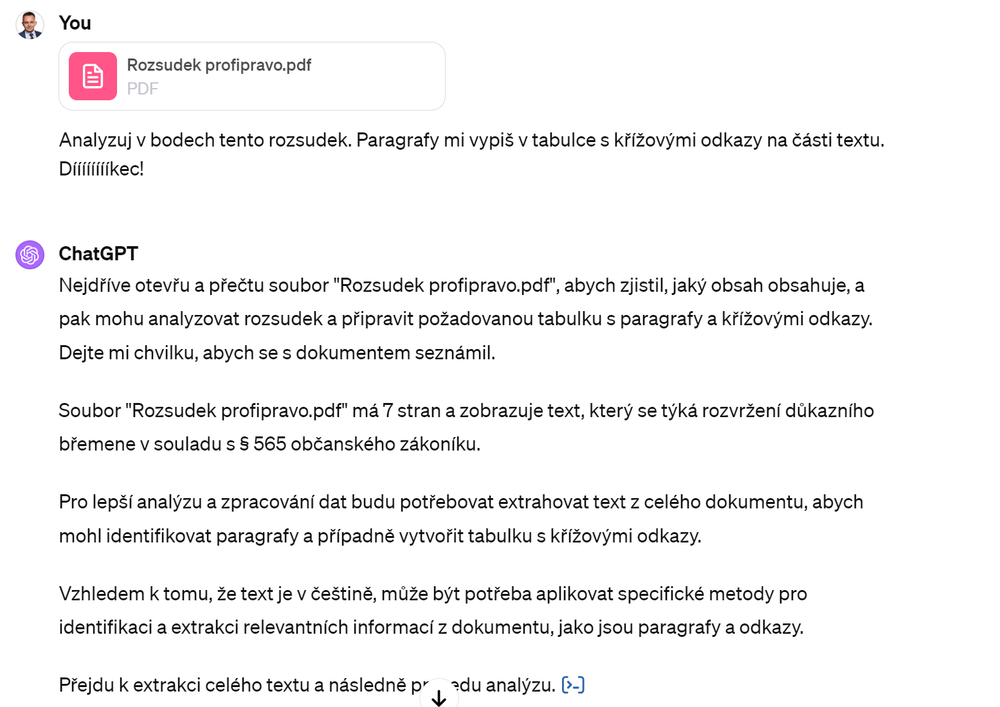 You
Rozsudek profipravo.pdf
PDF
Analyzuj v bodech tento rozsudek. Paragrafy mi vypiš v tabulce s křížovými odkazy na části textu.
Dííííííííkec!
ChatGPT
Nejdříve otevřu a přečtu soubor "Rozsudek profipravo.pdf", abych zjistil, jaký obsah obsahuje, a
pak mohu analyzovat rozsudek a připravit požadovanou tabulku s paragrafy a křížovými odkazy.
Dejte mi chvilku, abych se s dokumentem seznámil.
Soubor "Rozsudek profipravo.pdf" má 7 stran a zobrazuje text, který se týká rozvržení důkazního
břemene v souladu s § 565 občanského zákoníku.
Pro lepší analýzu a zpracování dat budu potřebovat extrahovat text z celého dokumentu, abych
mohl identifikovat paragrafy a případně vytvořit tabulku s křížovými odkazy.
Vzhledem k tomu, že text je v češtině, může být potřeba aplikovat specifické metody pro
identifikaci a extrakci relevantních informací z dokumentu, jako jsou paragrafy a odkazy.
Přejdu k extrakci celého textu a následně analýzu.